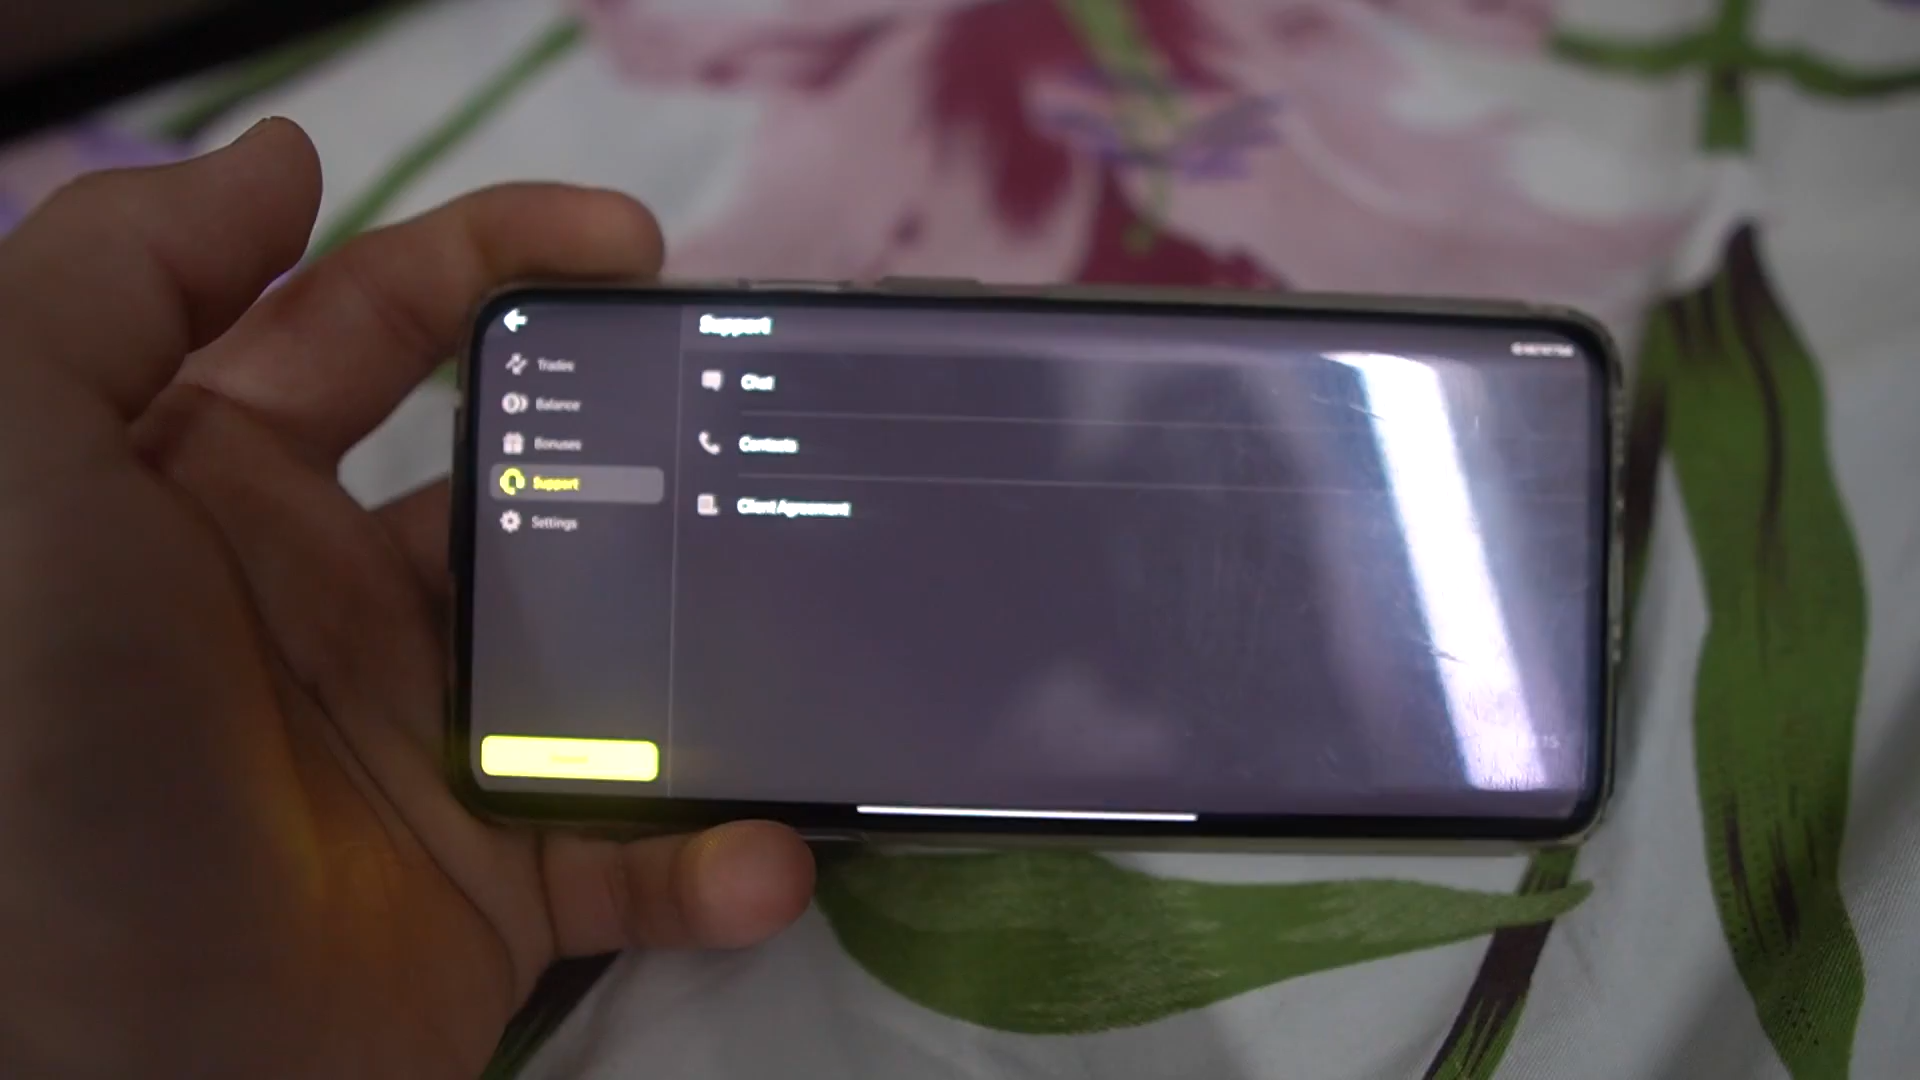 Support
Trades
Chat
Balance
Bonuses
Contacts
Support
Client Agreement
Settings